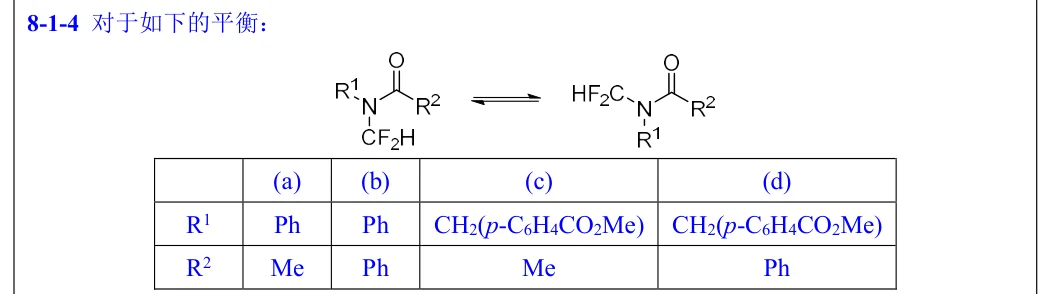 8-1-4 对于如下的平衡：
R¹ N O R² CF₂H
HF₂C N O R² R¹
(a) (b) (c) (d)
R¹ Ph Ph CH₂(p-C₆H₄CO₂Me) CH₂(p-C₆H₄CO₂Me)
R² Me Ph Me Ph